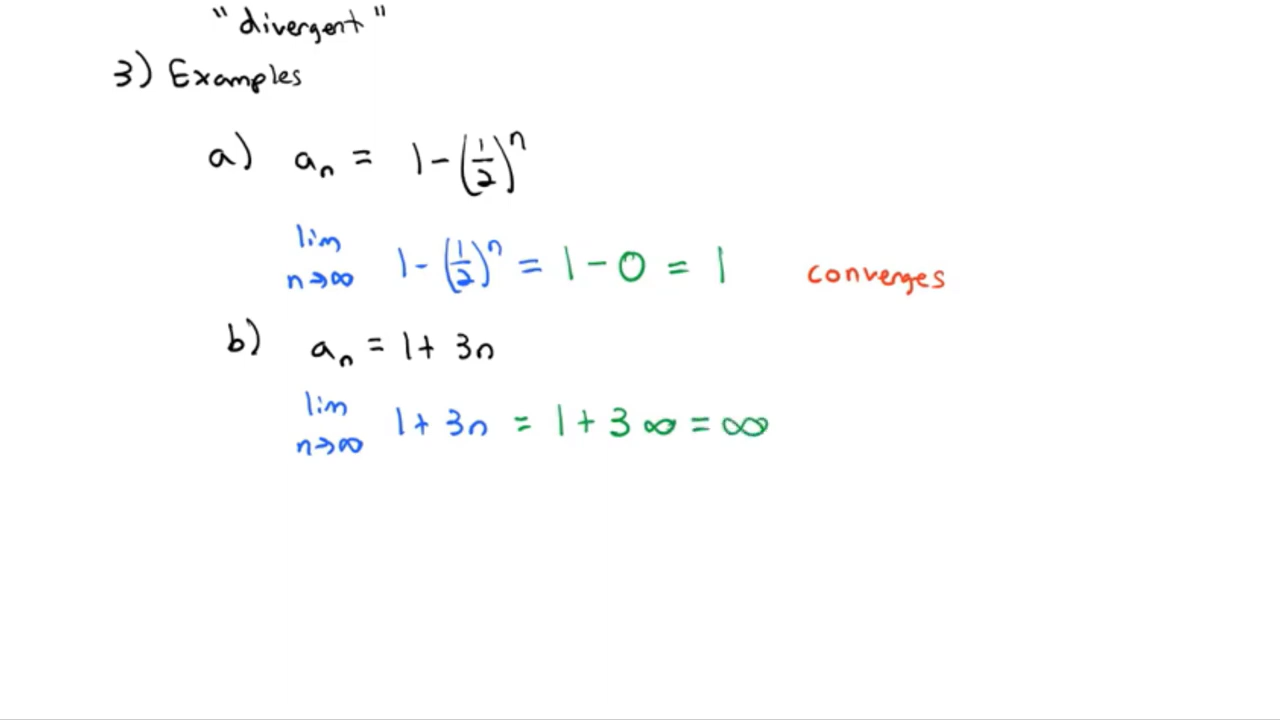 "divergent"
3) Examples
a) aₙ = 1 - (1/2)ⁿ
lim n→∞ 1 - (1/2)ⁿ = 1 - 0 = 1 converges
b) aₙ = 1 + 3n
lim n→∞ 1 + 3n = 1 + 3 ∞ = ∞